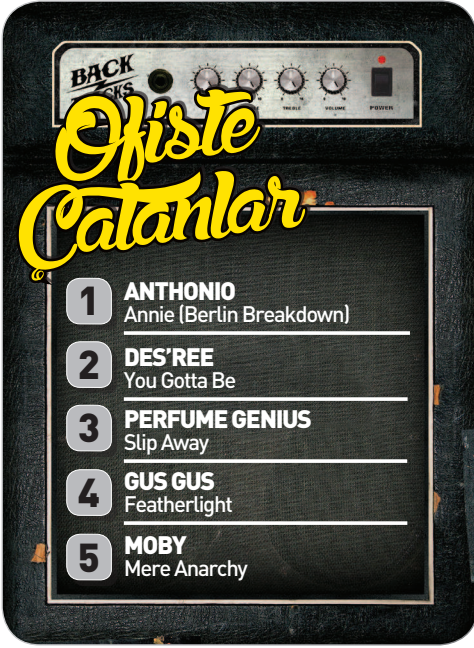 BACK
Ofiste
Çatanlar
TREBLE VOLUME POWER
1 ANTHONIO
Annie (Berlin Breakdown)
2 DES'REE
You Gotta Be
3 PERFUME GENIUS
Slip Away
4 GUS GUS
Featherlight
5 MOBY
Mere Anarchy